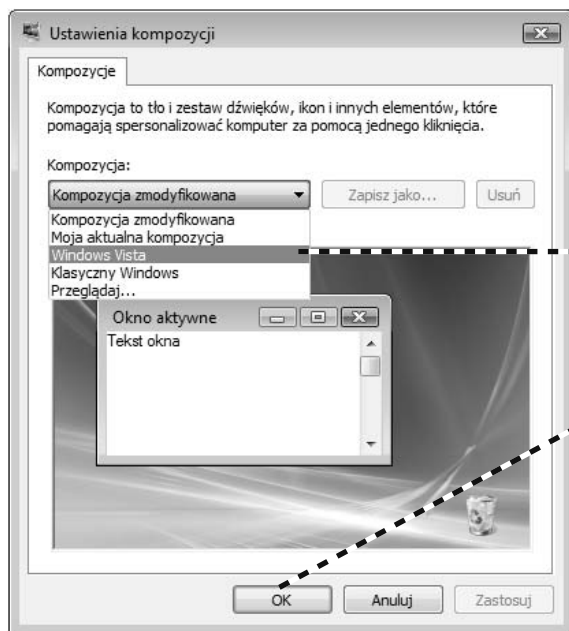 Ustawienia kompozycji
Kompozycje
Kompozycja to tło i zestaw dźwięków, ikon i innych elementów, które
pomagają spersonalizować komputer za pomocą jednego kliknięcia.
Kompozycja:
Kompozycja zmodyfikowana
Zapisz jako...
Usuń
Kompozycja zmodyfikowana
Moja aktualna kompozycja
Windows Vista
Klasyczny Windows
Przeglądaj...
Okno aktywne
Tekst okna
OK
Anuluj
Zastosuj